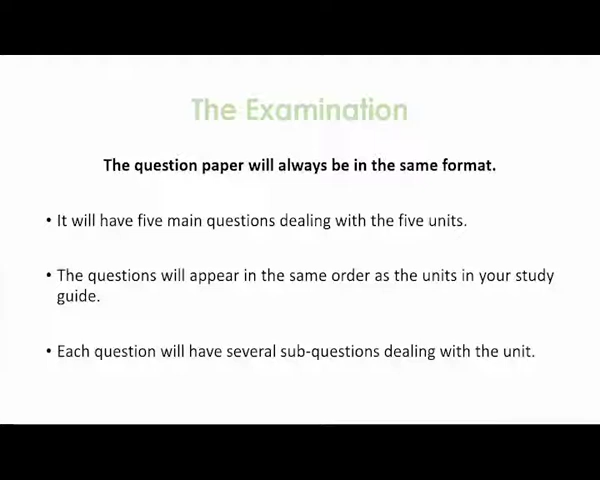 The Examination
The question paper will always be in the same format.
• It will have five main questions dealing with the five units.
• The questions will appear in the same order as the units in your study
guide.
• Each question will have several sub-questions dealing with the unit.